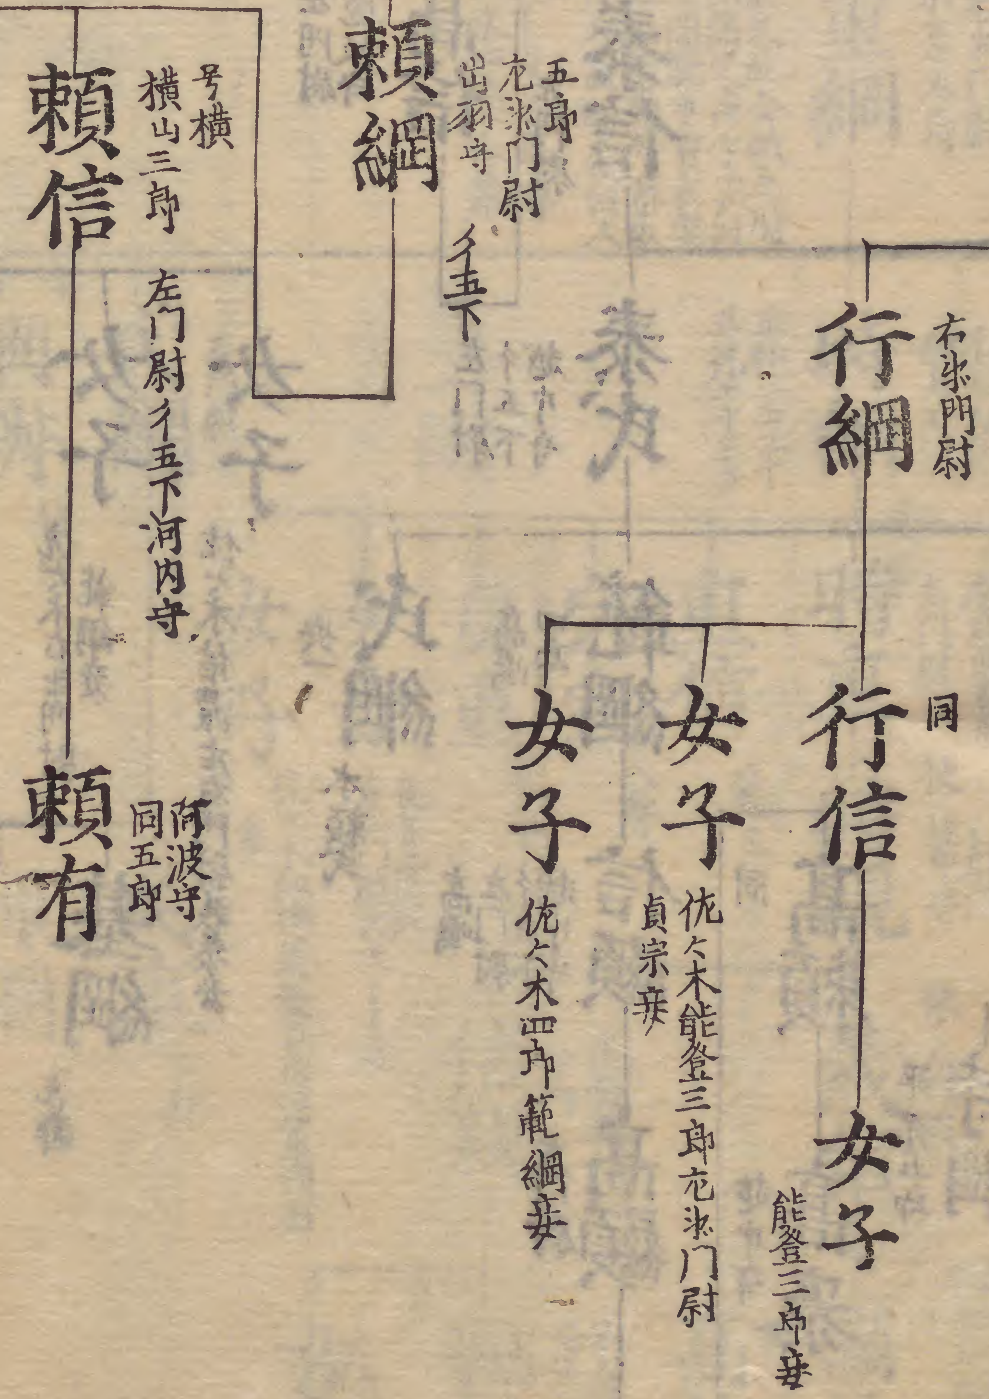 右衛門尉
行綱
同
行信
女子
能登三郎妾
女子
佐々木能登三郎左衛門尉
貞宗妾
女子
佐々木四郎範綱妾
五郎
左衛門尉
出羽守
従五下
頼綱
号横
横山三郎
左门尉従五下河内守
頼信
阿波守
同五郎
頼有